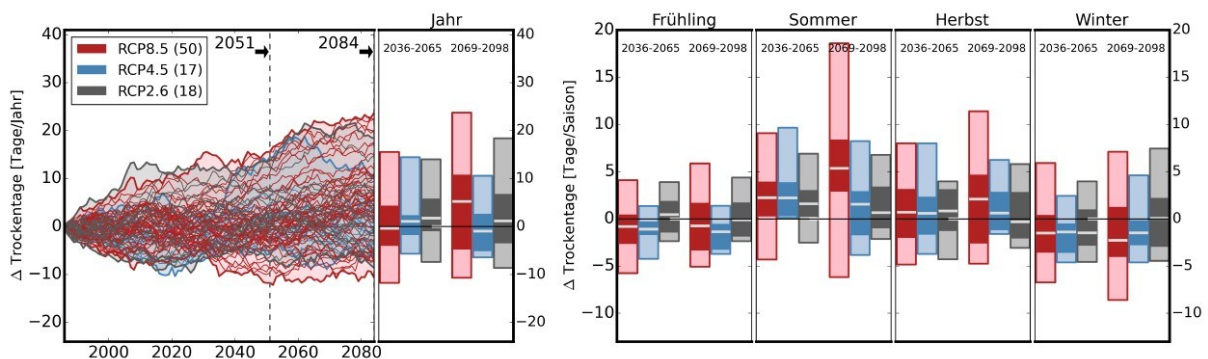 Jahr
Frühling Sommer Herbst Winter
40 RCP8.5 (50) 2051 2084 2036-2065 2069-2098 40
RCP4.5 (17)
RCP2.6 (18)
30 30
20 20
10 10
0 0
−10 −10
−20 −20
2000 2020 2040 2060 2080
Δ Trockentage [Tage/Jahr]
20 2036-2065 2069-2098 2036-2065 2069-2098 2036-2065 2069-2098 2036-2065 2069-2098 20
15 15
10 10
5 5
0 0
−5 −5
−10 −10
Δ Trockentage [Tage/Saison]